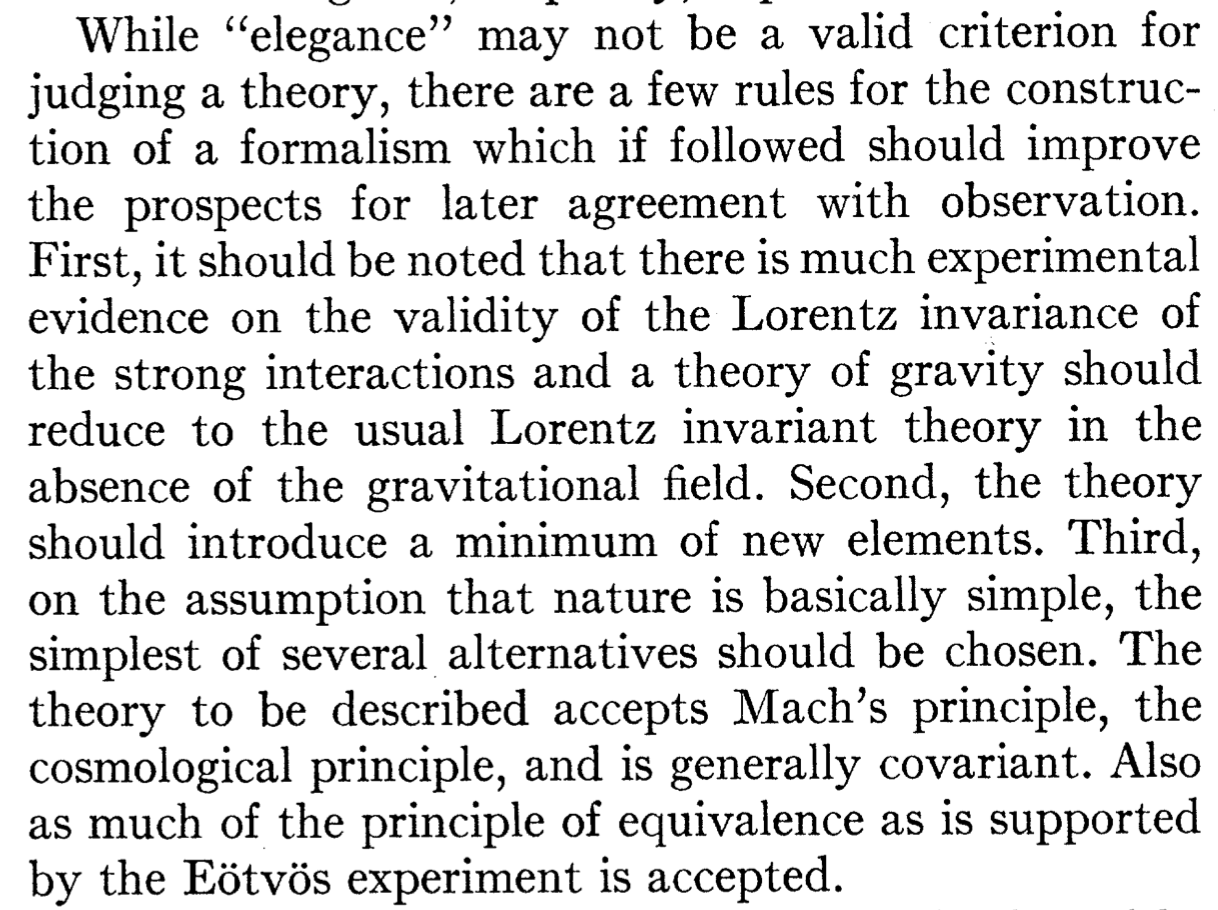 While “elegance” may not be a valid criterion for
judging a theory, there are a few rules for the construc-
tion of a formalism which if followed should improve
the prospects for later agreement with observation.
First, it should be noted that there is much experimental
evidence on the validity of the Lorentz invariance of
the strong interactions and a theory of gravity should
reduce to the usual Lorentz invariant theory in the
absence of the gravitational field. Second, the theory
should introduce a minimum of new elements. Third,
on the assumption that nature is basically simple, the
simplest of several alternatives should be chosen. The
theory to be described accepts Mach’s principle, the
cosmological principle, and is generally covariant. Also
as much of the principle of equivalence as is supported
by the Eötvös experiment is accepted.